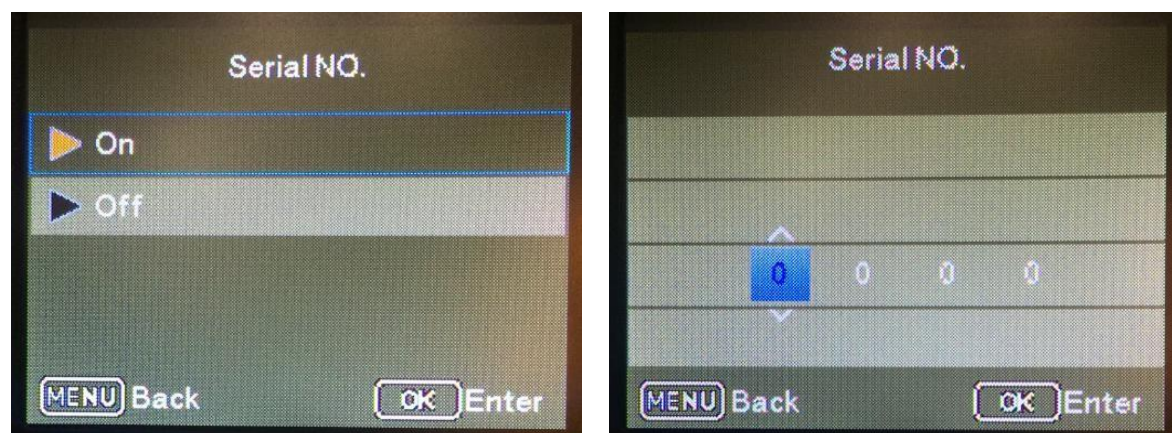 Serial NO.
On
Off
MENU Back OK Enter
Serial NO.
0 0 0 0
MENU Back OK Enter